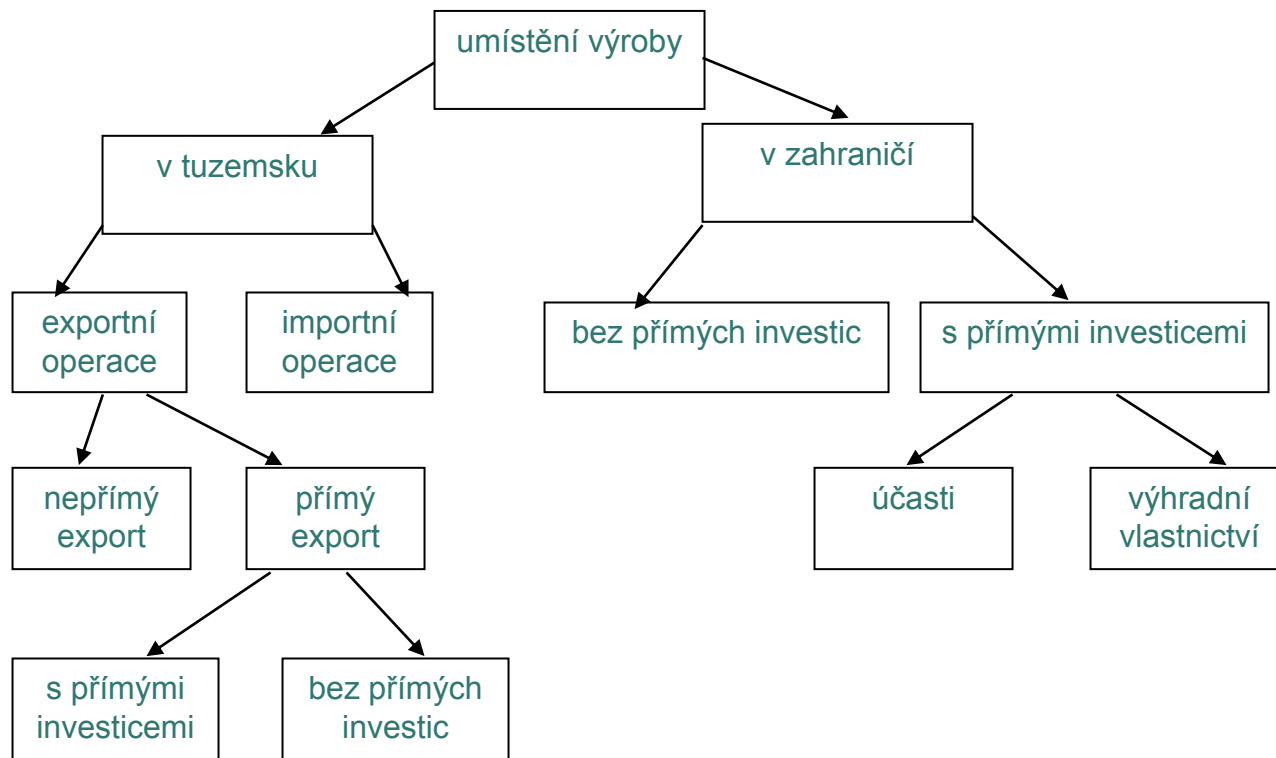 umístění výroby
v tuzemsku
v zahraničí
exportní
operace
importní
operace
bez přímých investic
s přímými investicemi
nepřímý
export
přímý
export
účasti
výhradní
vlastnictví
s přímými
investicemi
bez přímých
investic